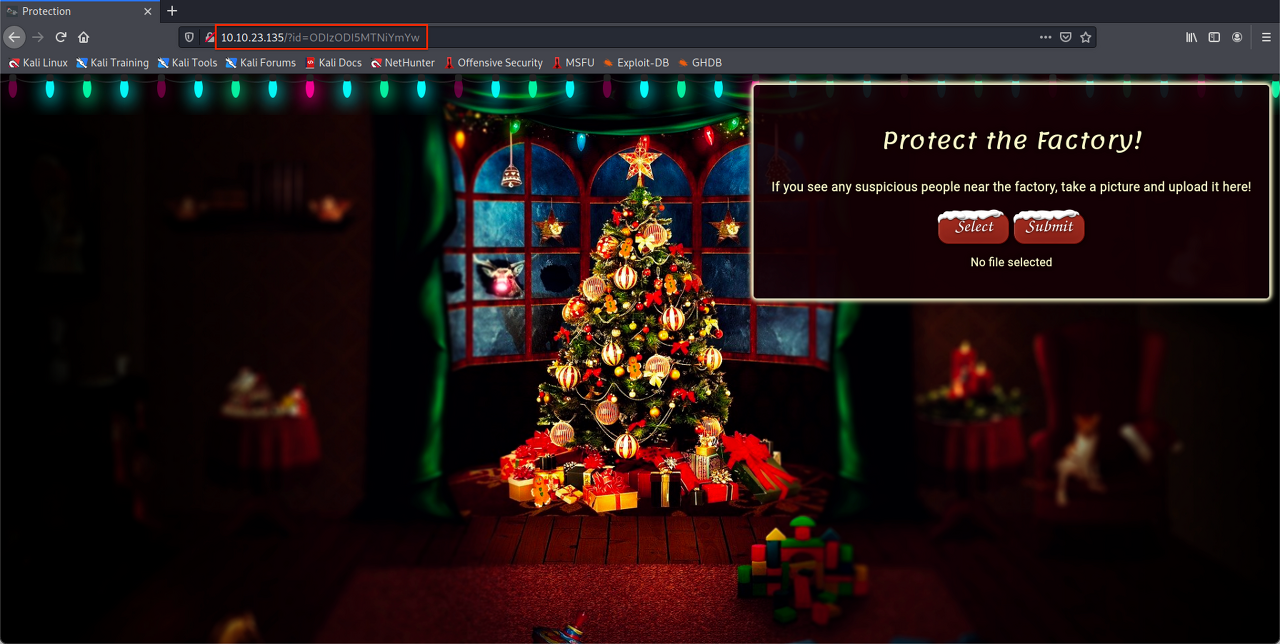 Protection
10.10.23.135/?id=ODIzODI5MTNiYmYw
Kali Linux Kali Training Kali Tools Kali Forums Kali Docs NetHunter Offensive Security MSFU Exploit-DB GHDB
Protect the Factory!
If you see any suspicious people near the factory, take a picture and upload it here!
Select Submit
No file selected